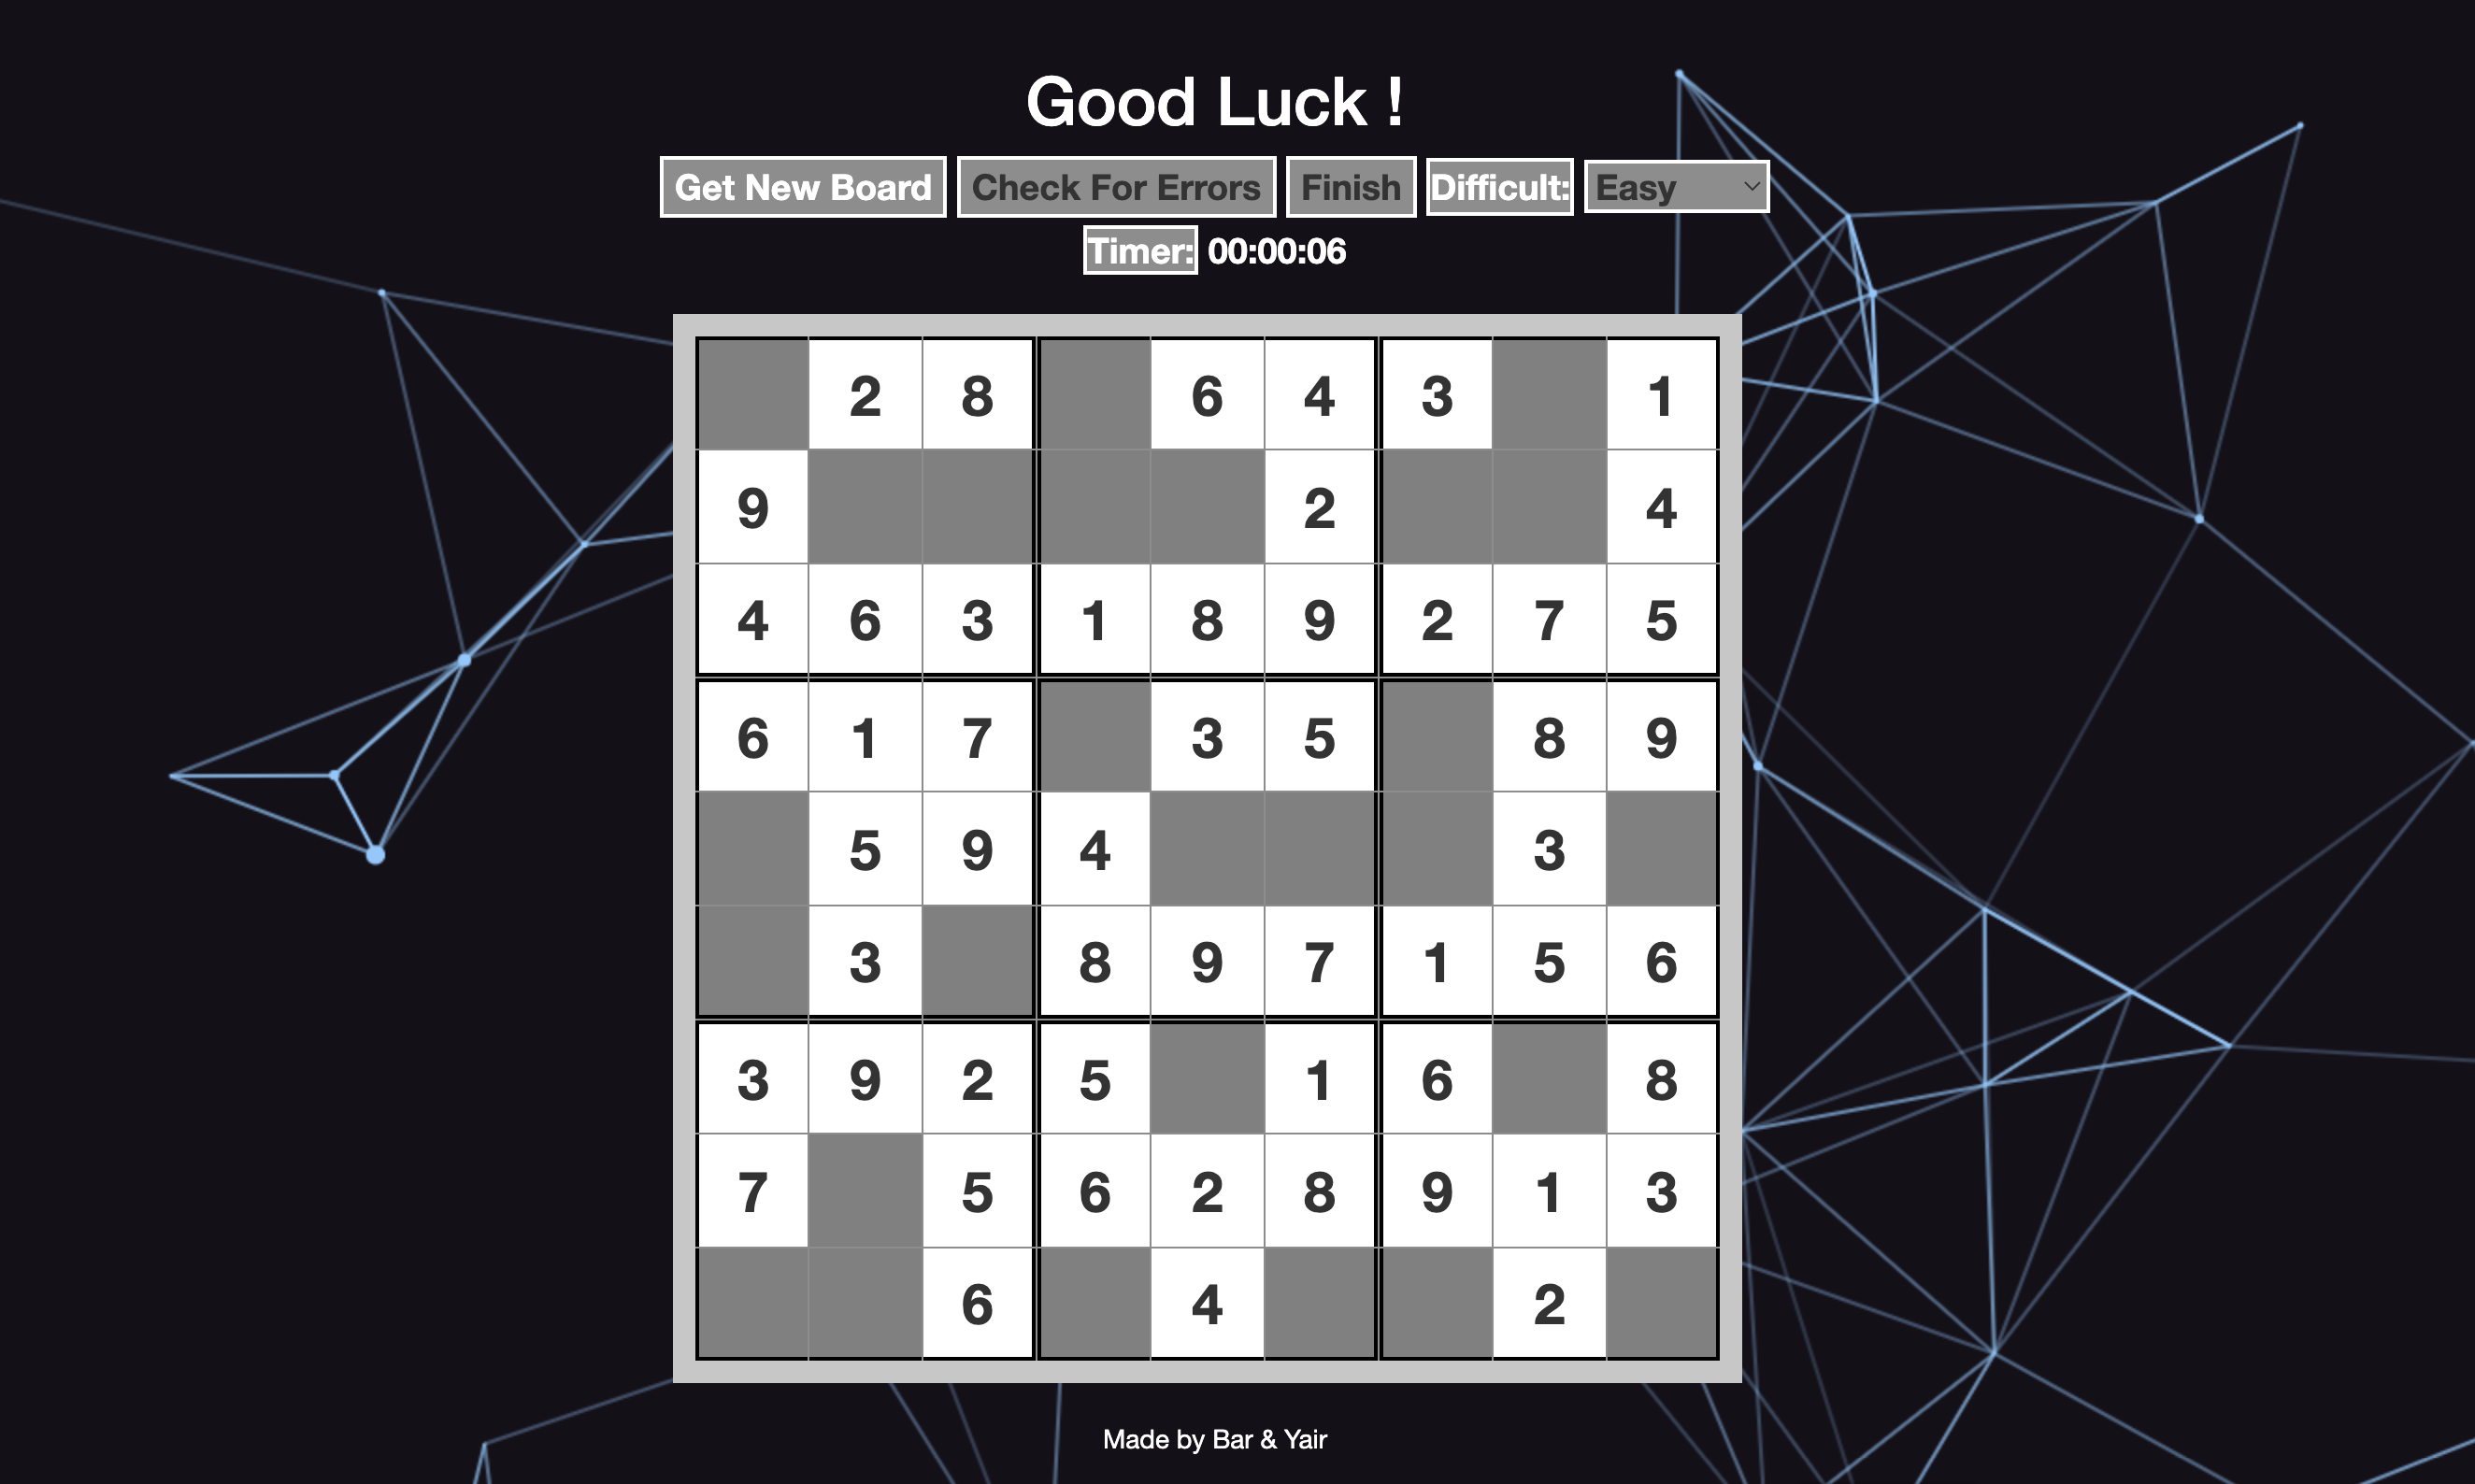 Good Luck !
Get New Board Check For Errors Finish Difficult: Easy
Timer: 00:00:06
2 8 6 4 3 1
9 2 4
4 6 3 1 8 9 2 7 5
6 1 7 3 5 8 9
5 9 4 3
3 8 9 7 1 5 6
3 9 2 5 1 6 8
7 5 6 2 8 9 1 3
6 4 2
Made by Bar & Yair